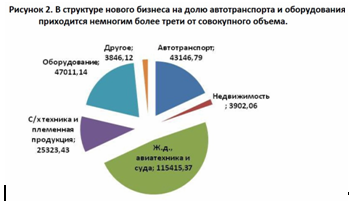 Рисунок 2. В структуре нового бизнеса на долю автотранспорта и оборудования
приходится немногим более трети от совокупного объема.
Другое;
3846,12
Автотранспорт;
43146,79
Оборудование;
47011,14
Недвижимость
; 3902,06
С/х техника и
племенная
продукция;
25323,43
Ж.д.,
авиатехника и
суда; 115415,37